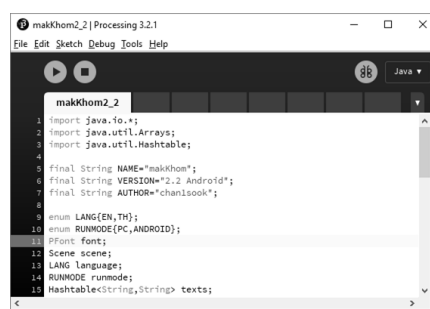 makKhom2_2 | Processing 3.2.1
File Edit Sketch Debug Tools Help
Java ▼
makKhom2_2
1 import java.io.*;
2 import java.util.Arrays;
3 import java.util.Hashtable;
4
5 final String NAME="makKhom";
6 final String VERSION="2.2 Android";
7 final String AUTHOR="chan1sook";
8
9 enum LANG{EN,TH};
10 enum RUNMODE{PC,ANDROID};
11 PFont font;
12 Scene scene;
13 LANG language;
14 RUNMODE runmode;
15 Hashtable<String,String> texts;